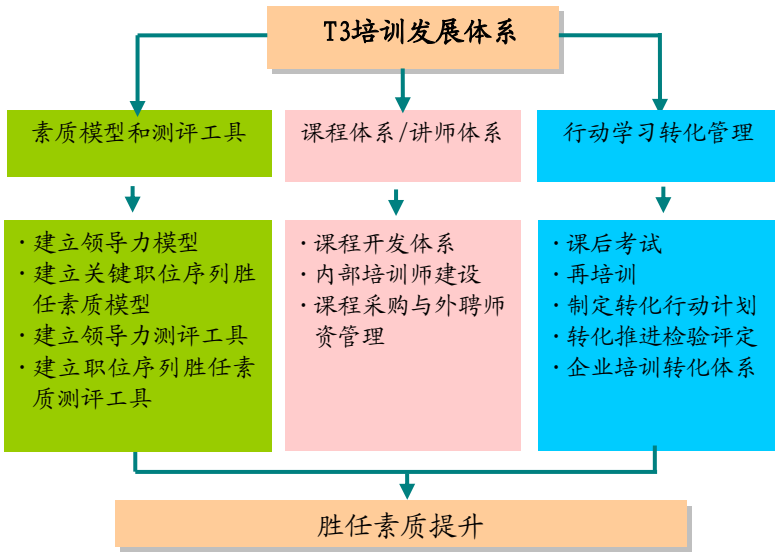 T3培训发展体系
素质模型和测评工具
课程体系/讲师体系
行动学习转化管理
·建立领导力模型
·建立关键职位序列胜
任素质模型
·建立领导力测评工具
·建立职位序列胜任素
质测评工具
·课程开发体系
·内部培训师建设
·课程采购与外聘师
资管理
·课后考试
·再培训
·制定转化行动计划
·转化推进检验评定
·企业培训转化体系
胜任素质提升